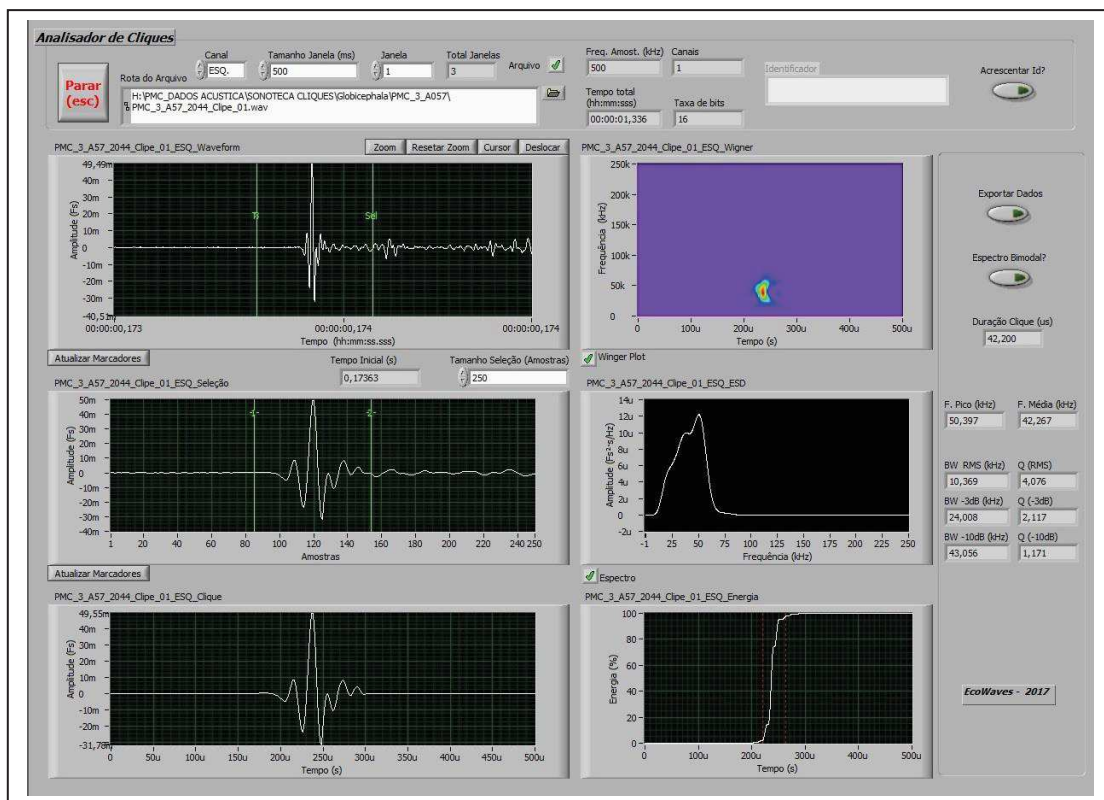 Analisador de Cliques
Parar
(esc)
Canal
ESQ.
Tamanho Janela (ms)
500
Janela
1
Total Janelas
3
Arquivo
Rota do Arquivo
H:\PMC_DADOS ACUSTICA\SONOTECA CLIQUES\Globicephala\PMC_3_A057\
PMC_3_A57_2044_Clipe_01.wav
Freq. Amost. (kHz)
500
Canais
1
Tempo total
(hh:mm:sss)
00:00:01,336
Taxa de bits
16
Identificador
Acrescentar Id?
PMC_3_A57_2044_Clipe_01_ESQ_Waveform
Zoom
Resetar Zoom
Cursor
Deslocar
49,49m
40m
30m
20m
10m
0
-10m
-20m
-30m
-40,51m
Amplitude (Fs)
Ti
Sel
00:00:00,173
00:00:00,174
00:00:00,174
Tempo (hh:mm:ss.sss)
PMC_3_A57_2044_Clipe_01_ESQ_Wigner
250k
200k
150k
100k
50k
0
Frequência (kHz)
0
100u
200u
300u
400u
500u
Tempo (s)
Winger Plot
Exportar Dados
Espectro Bimodal?
Duração Clique (us)
42,200
Atualizar Marcadores
Tempo Inicial (s)
0,17363
Tamanho Seleção (Amostras)
250
PMC_3_A57_2044_Clipe_01_ESQ_Seleção
50m
40m
30m
20m
10m
0
-10m
-20m
-30m
-40m
Amplitude (Fs)
1 20 40 60 80 100 120 140 160 180 200 220 240 250
Amostras
PMC_3_A57_2044_Clipe_01_ESQ_ESD
14u
12u
10u
8u
6u
4u
2u
0
-2u
Amplitude (Fs²·s/Hz)
-1 25 50 75 100 125 150 175 200 225 250
Frequência (kHz)
Espectro
F. Pico (kHz)
50,397
F. Média (kHz)
42,267
BW RMS (kHz)
10,369
Q (RMS)
4,076
BW -3dB (kHz)
24,008
Q (-3dB)
2,117
BW -10dB (kHz)
43,056
Q (-10dB)
1,171
Atualizar Marcadores
PMC_3_A57_2044_Clipe_01_ESQ_Clique
49,55m
40m
30m
20m
10m
0
-10m
-20m
-31,78m
Amplitude (Fs)
0 50u 100u 150u 200u 250u 300u 350u 400u 450u 500u
Tempo (s)
PMC_3_A57_2044_Clipe_01_ESQ_Energia
100
80
60
40
20
0
Energia (%)
0 100u 200u 300u 400u 500u
Tempo (s)
EcoWaves - 2017